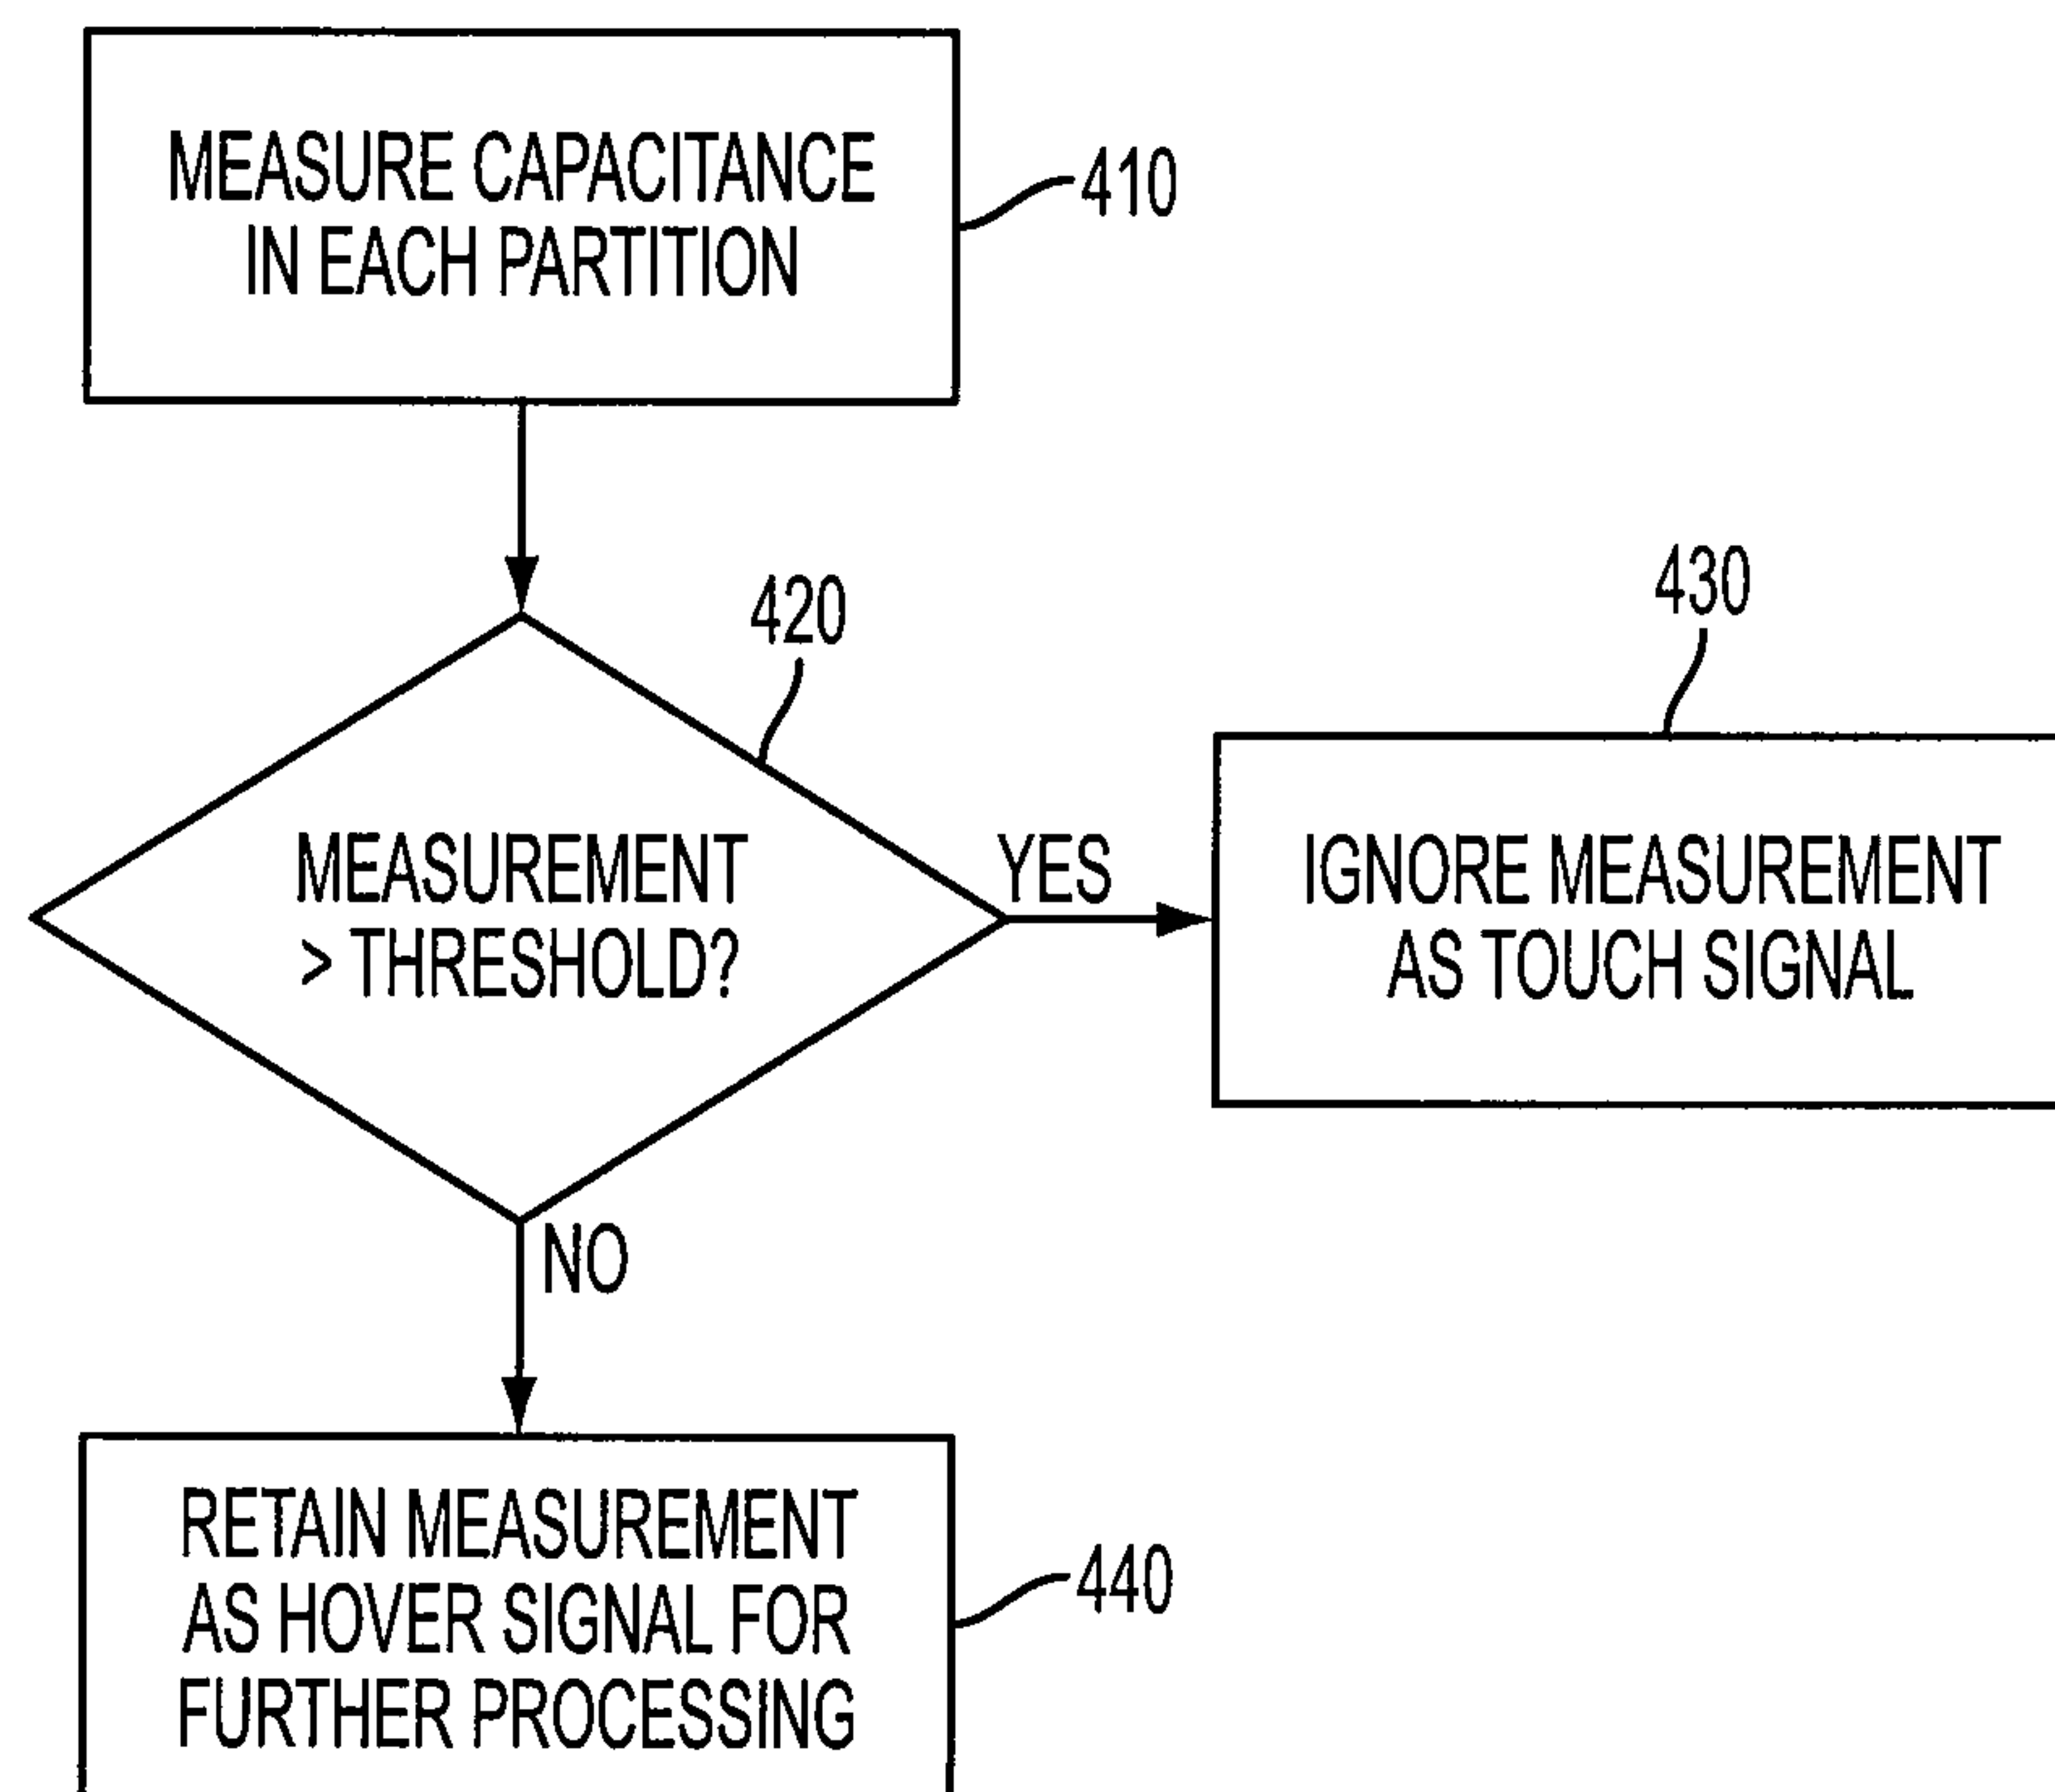 MEASURE CAPACITANCE
IN EACH PARTITION
410
420
MEASUREMENT
> THRESHOLD?
YES
430
IGNORE MEASUREMENT
AS TOUCH SIGNAL
NO
RETAIN MEASUREMENT
AS HOVER SIGNAL FOR
FURTHER PROCESSING
440